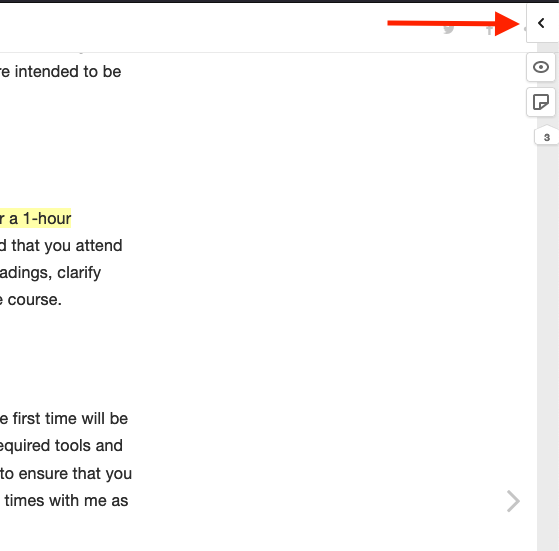 re intended to be
r a 1-hour
d that you attend
adings, clarify
e course.
e first time will be
equired tools and
to ensure that you
times with me as
3